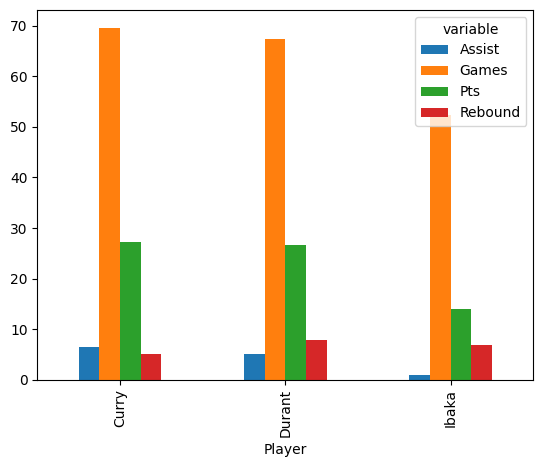 70
60
50
40
30
20
10
0
variable
Assist
Games
Pts
Rebound
Curry
Durant
Ibaka
Player